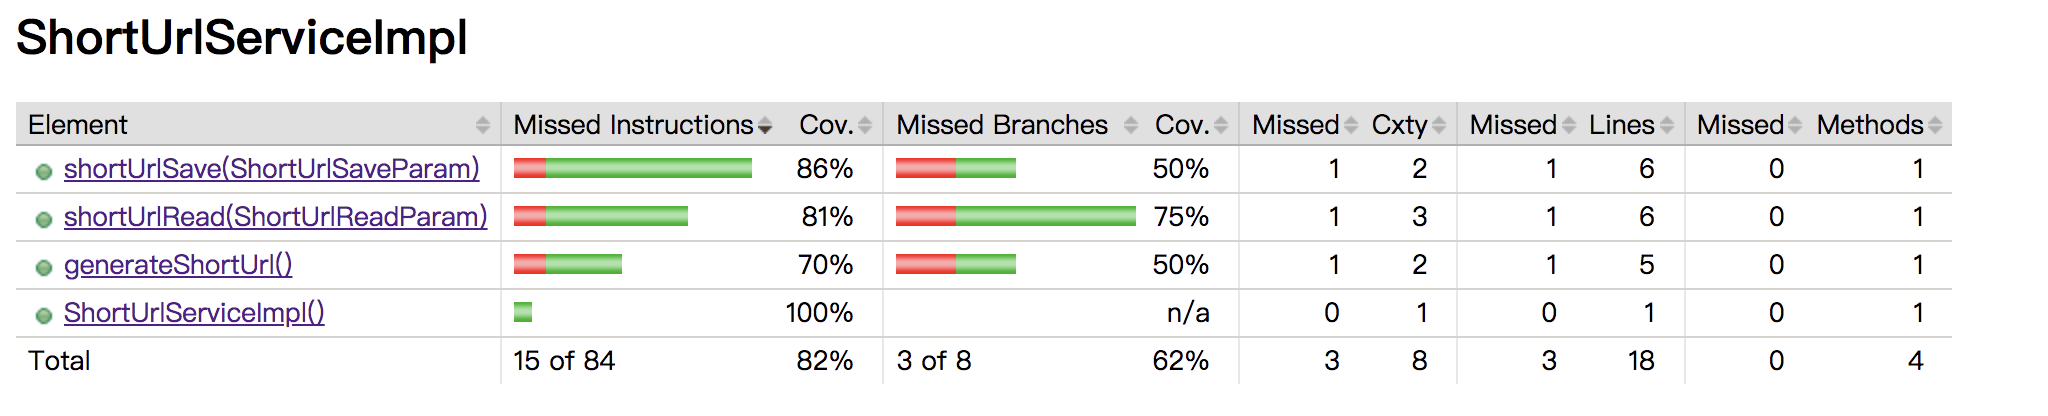 ShortUrlServiceImpl
Element Missed Instructions Cov. Missed Branches Cov. Missed Cxty Missed Lines Missed Methods
shortUrlSave(ShortUrlSaveParam) 86% 50% 1 2 1 6 0 1
shortUrlRead(ShortUrlReadParam) 81% 75% 1 3 1 6 0 1
generateShortUrl() 70% 50% 1 2 1 5 0 1
ShortUrlServiceImpl() 100% n/a 0 1 0 1 0 1
Total 15 of 84 82% 3 of 8 62% 3 8 3 18 0 4